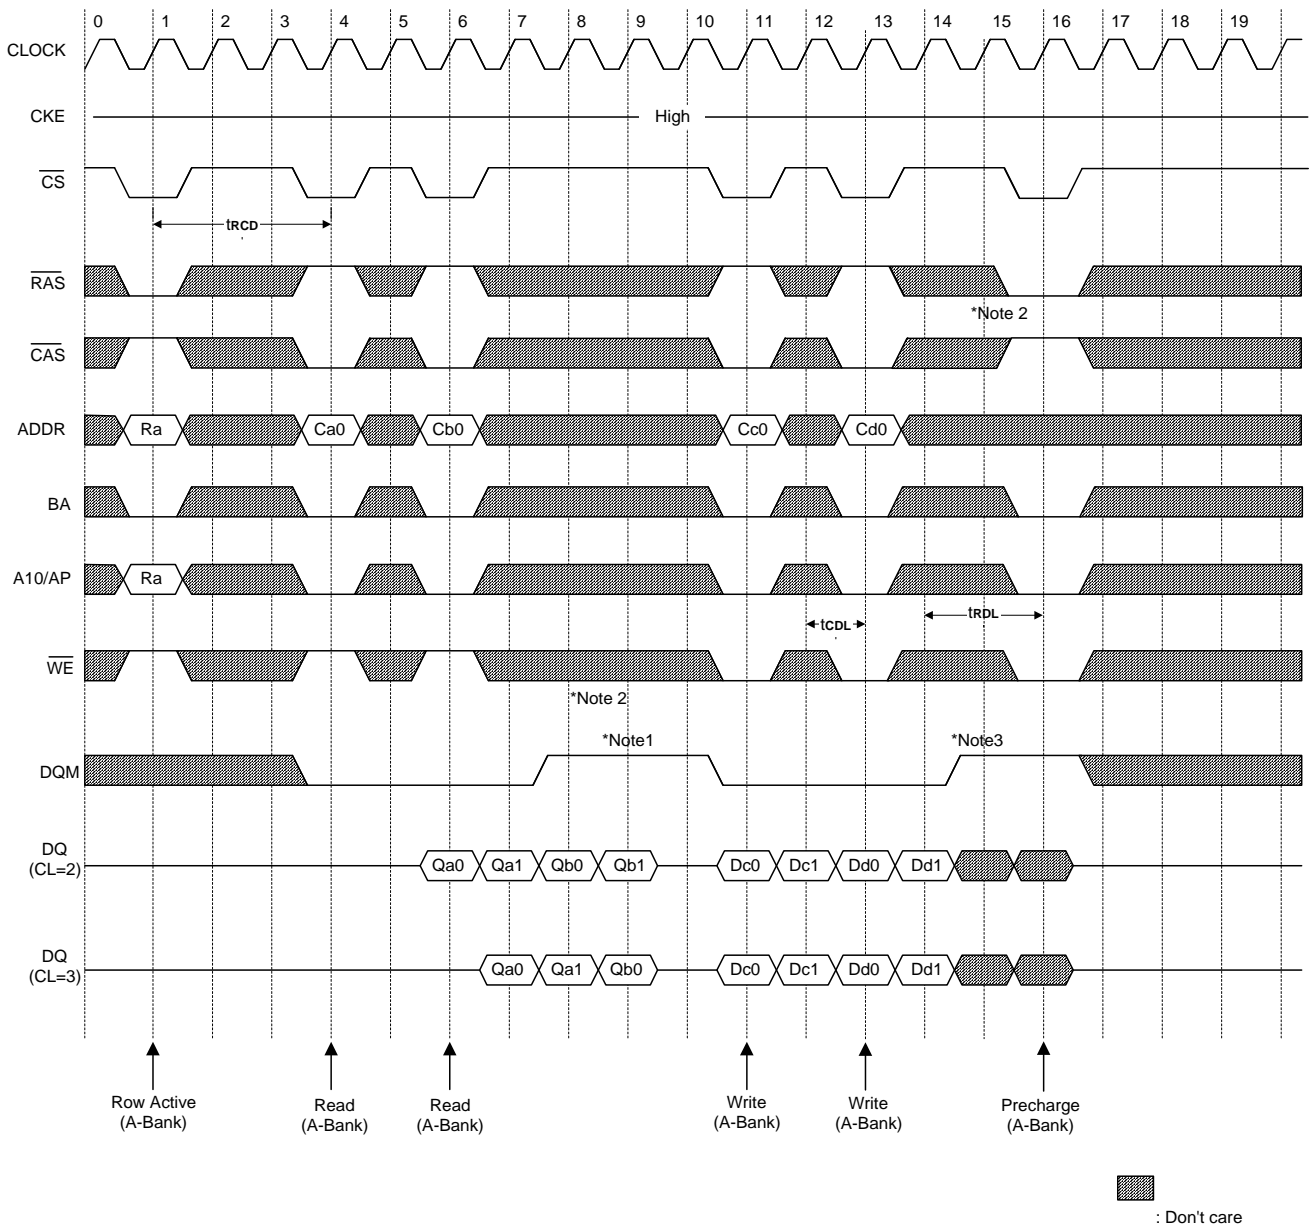 0 1 2 3 4 5 6 7 8 9 10 11 12 13 14 15 16 17 18 19
CLOCK
CKE High
CS
tRCD
RAS
*Note 2
CAS
ADDR Ra Ca0 Cb0 Cc0 Cd0
BA
A10/AP Ra
tCDL tRDL
WE
*Note 2
*Note1 *Note3
DQM
DQ
(CL=2) Qa0 Qa1 Qb0 Qb1 Dc0 Dc1 Dd0 Dd1
DQ
(CL=3) Qa0 Qa1 Qb0 Dc0 Dc1 Dd0 Dd1
Row Active
(A-Bank)
Read
(A-Bank)
Read
(A-Bank)
Write
(A-Bank)
Write
(A-Bank)
Precharge
(A-Bank)
: Don't care